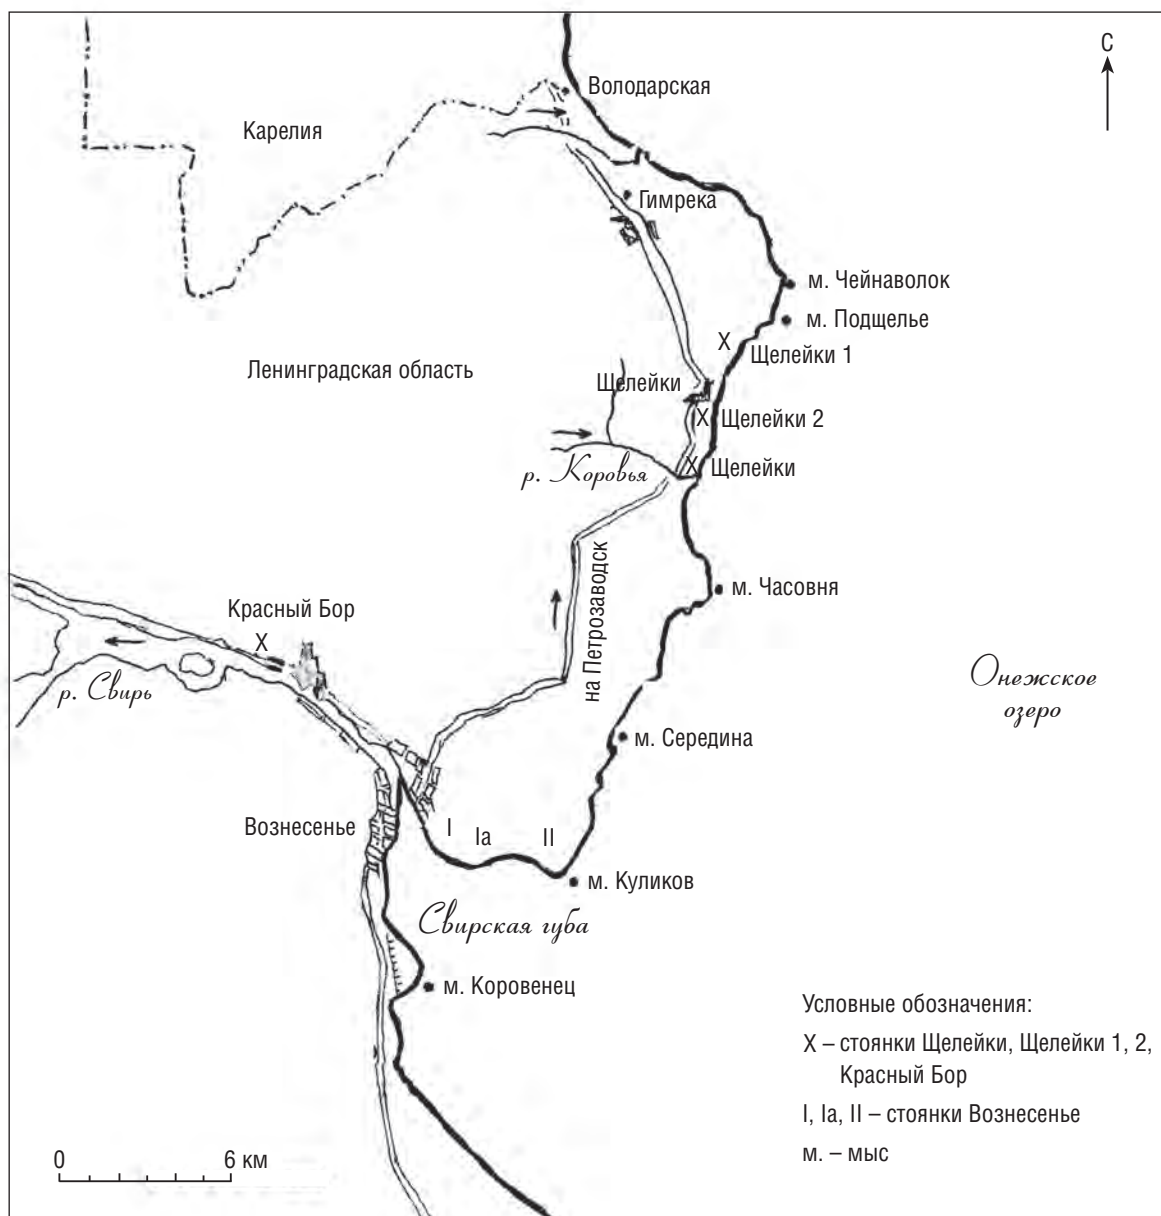 С
Володарская
Карелия
Гимрека
м. Чейнаволок
м. Подщелье
Щелейки 1
Ленинградская область
Щелейки
Щелейки 2
Щелейки
р. Коровья
на Петрозаводск
м. Часовня
Красный Бор
X
X
X
X
р. Свирь
Онежское
озеро
м. Середина
Вознесенье
I
Iа
II
м. Куликов
Свирская губа
м. Коровенец
Условные обозначения:
X – стоянки Щелейки, Щелейки 1, 2,
Красный Бор
I, Iа, II – стоянки Вознесенье
м. – мыс
0
6 км